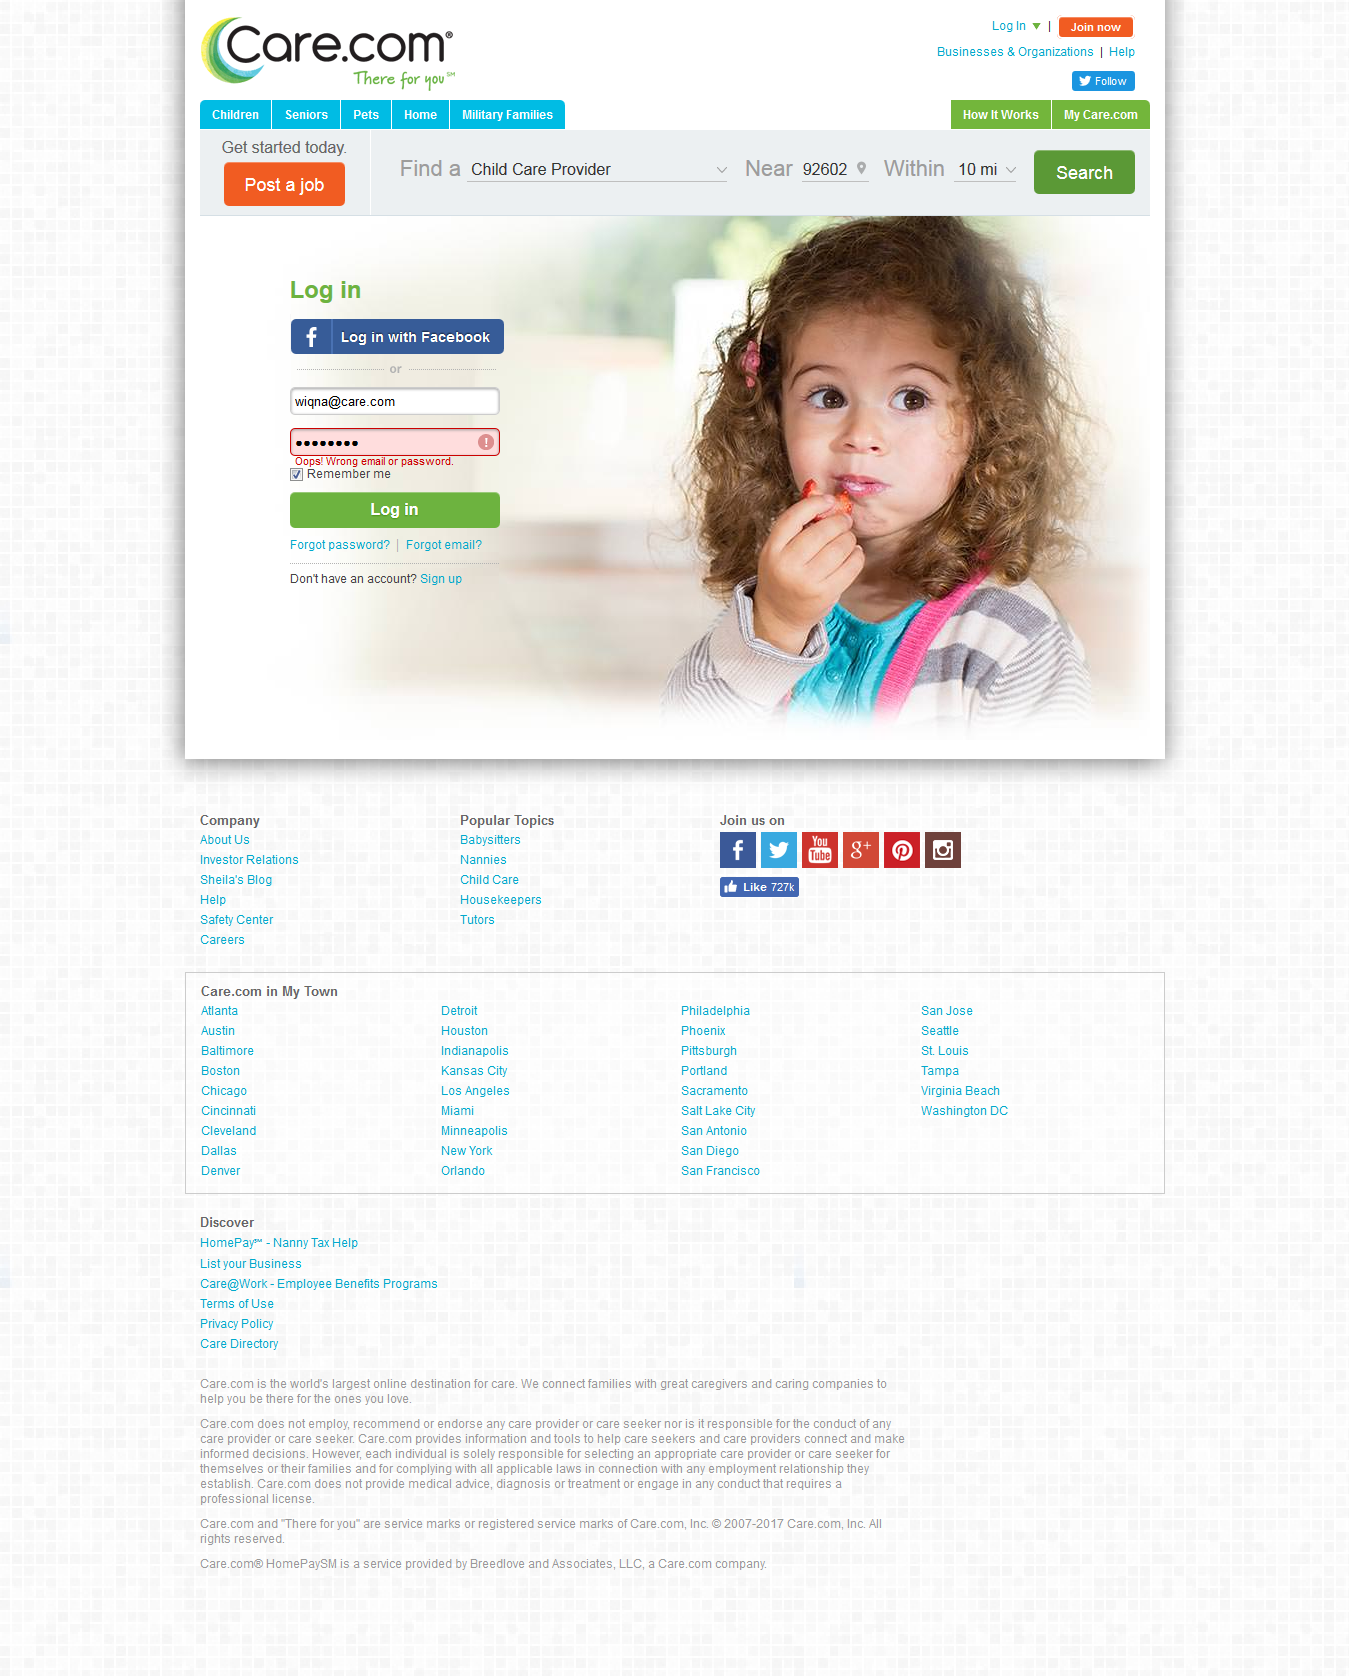 Care.com®
There for you℠
Log In
|
Join now
Businesses & Organizations | Help
Follow
Children
Seniors
Pets
Home
Military Families
How It Works
My Care.com
Get started today.
Post a job
Find a Child Care Provider
Near 92602
Within 10 mi
Search
Log in
f Log in with Facebook
or
wiqna@care.com
••••••••
Oops! Wrong email or password.
Remember me
Log in
Forgot password? | Forgot email?
Don't have an account? Sign up
Company
About Us
Investor Relations
Sheila's Blog
Help
Safety Center
Careers
Popular Topics
Babysitters
Nannies
Child Care
Housekeepers
Tutors
Join us on
You
Tube
g+
Like 727k
Care.com in My Town
Atlanta
Austin
Baltimore
Boston
Chicago
Cincinnati
Cleveland
Dallas
Denver
Detroit
Houston
Indianapolis
Kansas City
Los Angeles
Miami
Minneapolis
New York
Orlando
Philadelphia
Phoenix
Pittsburgh
Portland
Sacramento
Salt Lake City
San Antonio
San Diego
San Francisco
San Jose
Seattle
St. Louis
Tampa
Virginia Beach
Washington DC
Discover
HomePay℠ - Nanny Tax Help
List your Business
Care@Work - Employee Benefits Programs
Terms of Use
Privacy Policy
Care Directory
Care.com is the world's largest online destination for care. We connect families with great caregivers and caring companies to
help you be there for the ones you love.
Care.com does not employ, recommend or endorse any care provider or care seeker nor is it responsible for the conduct of any
care provider or care seeker. Care.com provides information and tools to help care seekers and care providers connect and make
informed decisions. However, each individual is solely responsible for selecting an appropriate care provider or care seeker for
themselves or their families and for complying with all applicable laws in connection with any employment relationship they
establish. Care.com does not provide medical advice, diagnosis or treatment or engage in any conduct that requires a
professional license.
Care.com and "There for you" are service marks or registered service marks of Care.com, Inc. © 2007-2017 Care.com, Inc. All
rights reserved.
Care.com® HomePaySM is a service provided by Breedlove and Associates, LLC, a Care.com company.